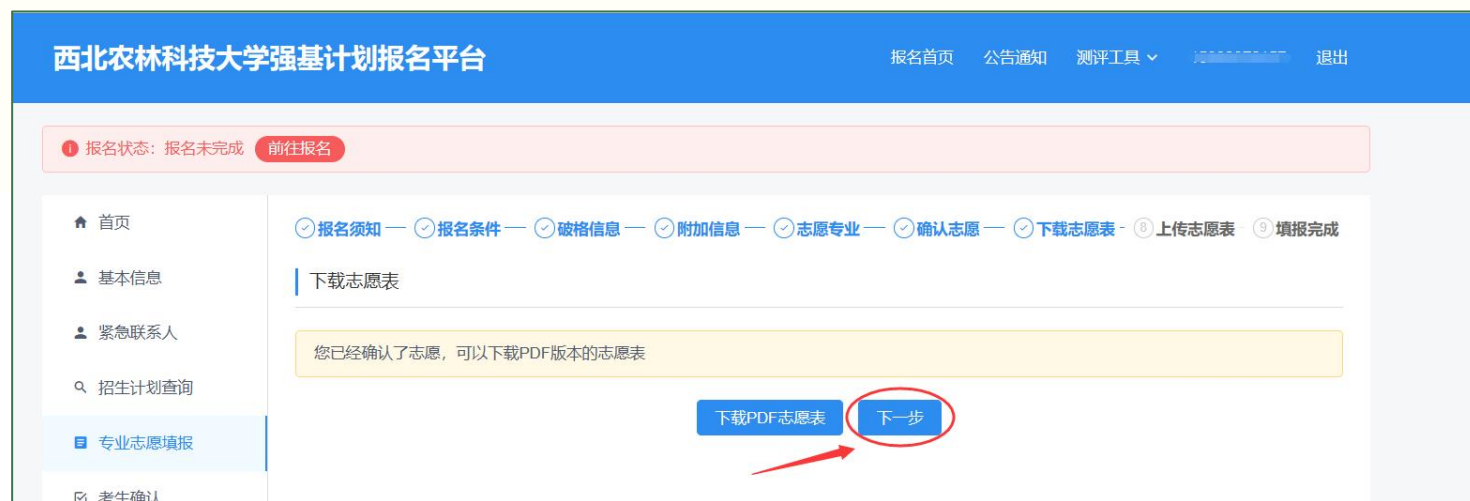 西北农林科技大学强基计划报名平台 报名首页 公告通知 测评工具 退出
报名状态：报名未完成 前往报名
首页
基本信息
紧急联系人
招生计划查询
专业志愿填报
考生确认
报名须知 报名条件 破格信息 附加信息 志愿专业 确认志愿 下载志愿表 8 上传志愿表 9 填报完成
下载志愿表
您已经确认了志愿，可以下载PDF版本的志愿表
下载PDF志愿表 下一步